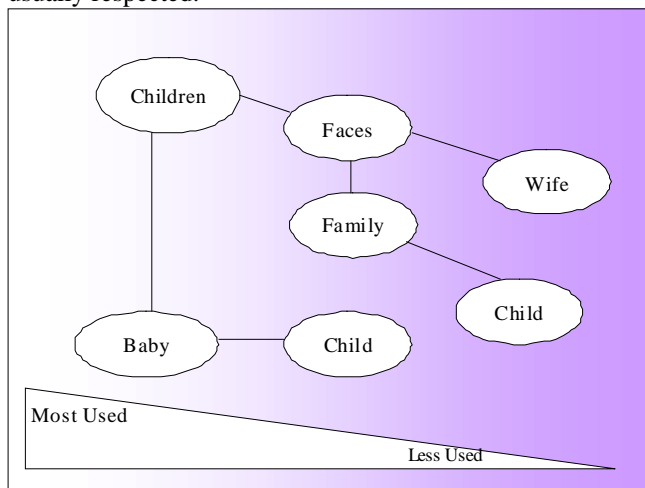 usually respected.
Children
Faces
Wife
Family
Child
Baby
Child
Most Used
Less Used